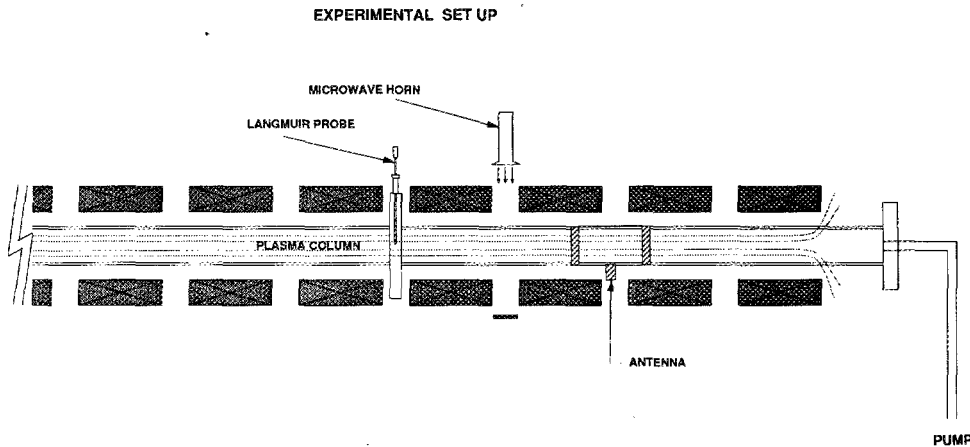 EXPERIMENTAL SET UP
MICROWAVE HORN
LANGMUIR PROBE
PLASMA COLUMN
ANTENNA
PUMP